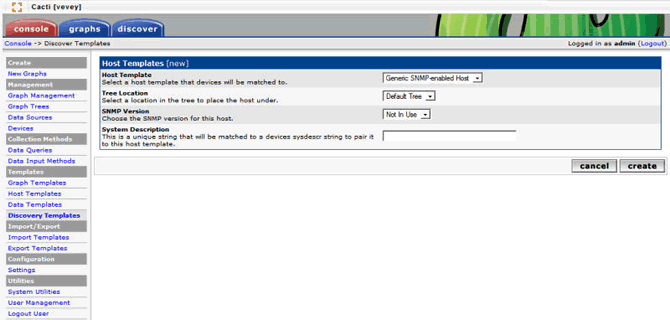 Cacti [vevey]
console graphs discover
Console -> Discover Templates
Logged in as admin (Logout)
Create
New Graphs
Management
Graph Management
Graph Trees
Data Sources
Devices
Collection Methods
Data Queries
Data Input Methods
Templates
Graph Templates
Host Templates
Data Templates
Discovery Templates
Import/Export
Import Templates
Export Templates
Configuration
Settings
Utilities
System Utilities
User Management
Logout User
Host Templates [new]
Host Template
Select a host template that devices will be matched to.
Generic SNMP-enabled Host
Tree Location
Select a location in the tree to place the host under.
Default Tree
SNMP Version
Choose the SNMP version for this host.
Not In Use
System Description
This is a unique string that will be matched to a devices sysdescr string to pair it
to this host template.
cancel create